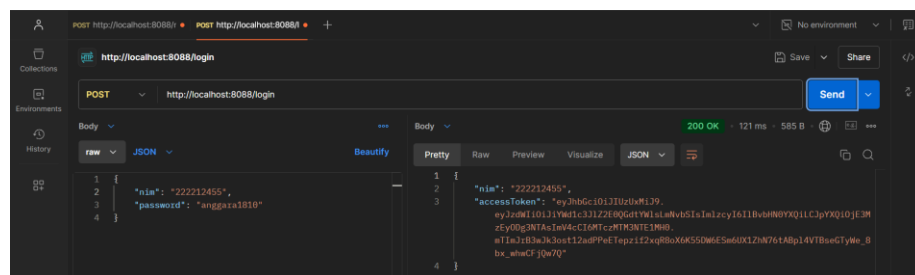 POST http://localhost:8088/r
POST http://localhost:8088/l
No environment
Collections
http://localhost:8088/login
Save
Share
POST
http://localhost:8088/login
Send
Environments
Body
Body
200 OK
121 ms
585 B
History
raw
JSON
Beautify
Pretty
Raw
Preview
Visualize
JSON
1 {
2 "nim": "222212455",
3 "password": "anggara1810"
4 }
1 {
2 "nim": "222212455",
3 "accessToken":
4 }